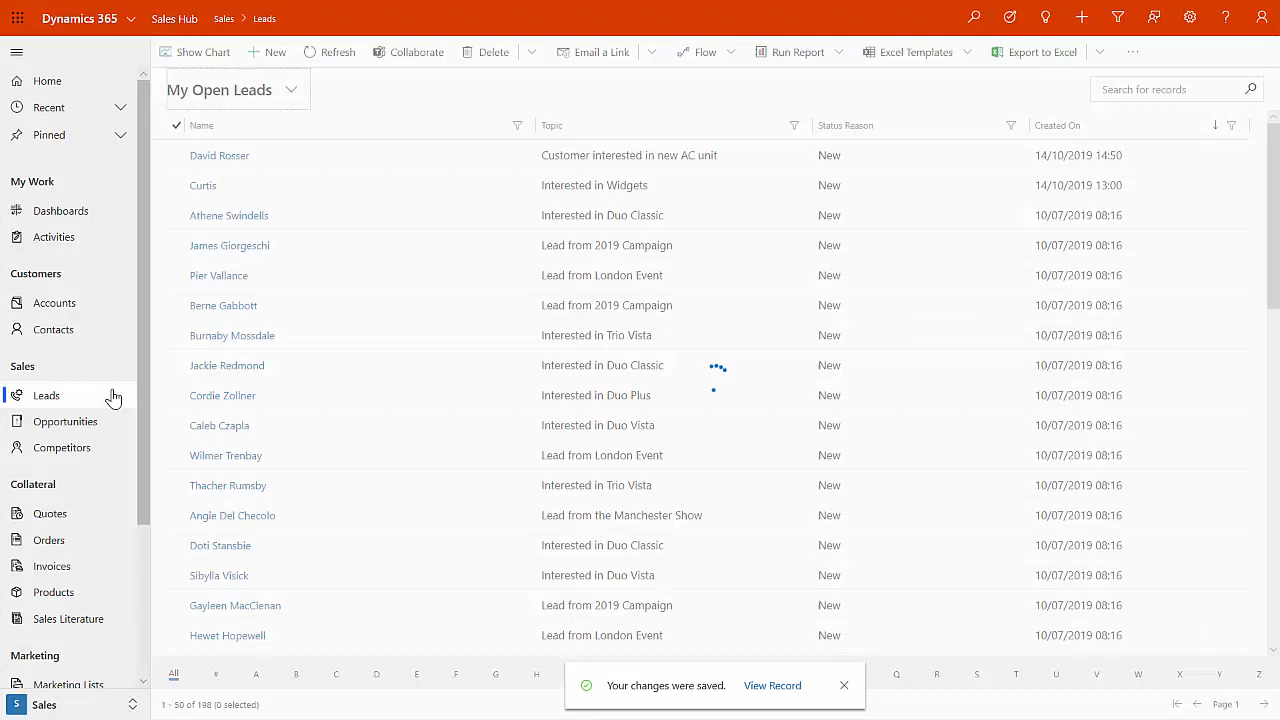 Dynamics 365 Sales Hub Sales > Leads
Show Chart New Refresh Collaborate Delete Email a Link Flow Run Report Excel Templates Export to Excel
Home
Recent
Pinned
My Work
Dashboards
Activities
Customers
Accounts
Contacts
Sales
Leads
Opportunities
Competitors
Collateral
Quotes
Orders
Invoices
Products
Sales Literature
Marketing
Marketing Lists
S Sales
My Open Leads Search for records
Name Topic Status Reason Created On
David Rosser Customer interested in new AC unit New 14/10/2019 14:50
Curtis Interested in Widgets New 14/10/2019 13:00
Athene Swindells Interested in Duo Classic New 10/07/2019 08:16
James Giorgeschi Lead from 2019 Campaign New 10/07/2019 08:16
Pier Vallance Lead from London Event New 10/07/2019 08:16
Berne Gabbott Lead from 2019 Campaign New 10/07/2019 08:16
Burnaby Mossdale Interested in Trio Vista New 10/07/2019 08:16
Jackie Redmond Interested in Duo Classic New 10/07/2019 08:16
Cordie Zollner Interested in Duo Plus New 10/07/2019 08:16
Caleb Czapla Interested in Duo Vista New 10/07/2019 08:16
Wilmer Trenbay Lead from London Event New 10/07/2019 08:16
Thacher Rumsby Interested in Trio Vista New 10/07/2019 08:16
Angie Del Checolo Lead from the Manchester Show New 10/07/2019 08:16
Doti Stansbie Interested in Duo Classic New 10/07/2019 08:16
Sibylla Visick Interested in Duo Vista New 10/07/2019 08:16
Gayleen MacClenan Lead from 2019 Campaign New 10/07/2019 08:16
Hewet Hopewell Lead from London Event New 10/07/2019 08:16
All # A B C D E F G H Q R S T U V W X Y Z
Your changes were saved. View Record
1 - 50 of 198 (0 selected) Page 1